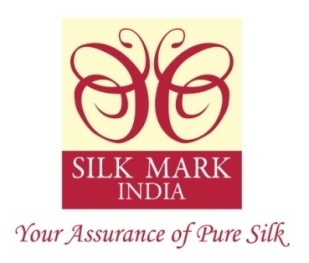 SILK MARK
INDIA
Your Assurance of Pure Silk